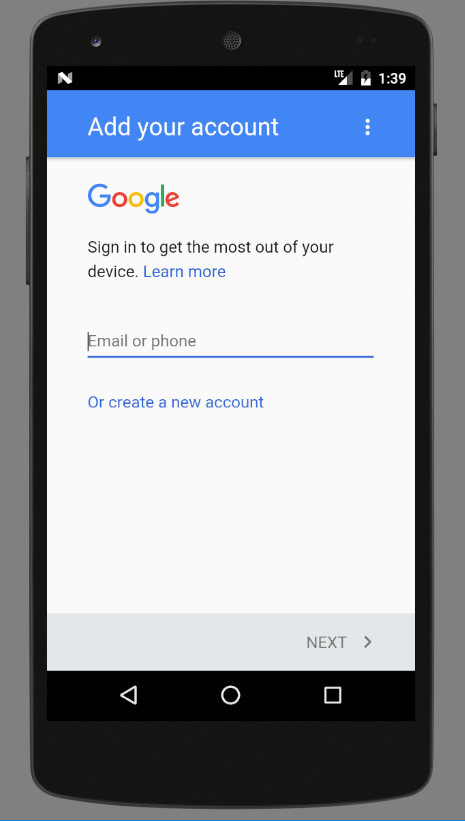 LTE 1:39
Add your account
Google
Sign in to get the most out of your
device. Learn more
Email or phone
Or create a new account
NEXT